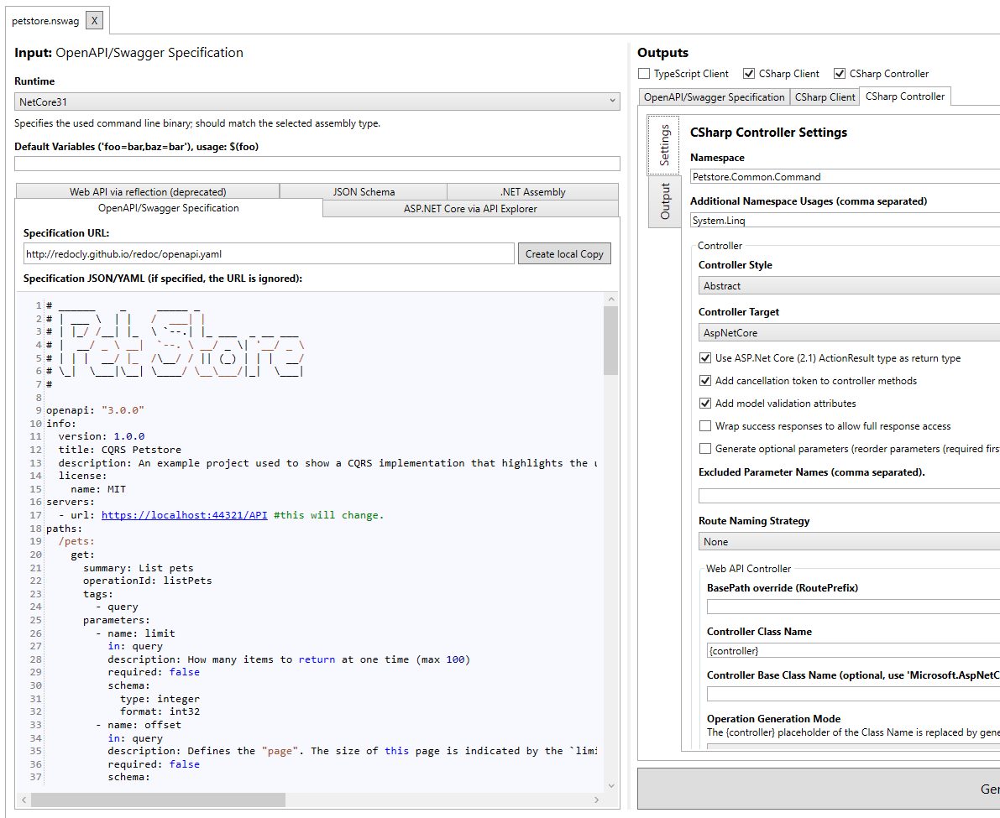 petstore.nswag X
Input: OpenAPI/Swagger Specification
Runtime
NetCore31
Specifies the used command line binary; should match the selected assembly type.
Default Variables ('foo=bar,baz=bar'), usage: $(foo)
Web API via reflection (deprecated) JSON Schema .NET Assembly
OpenAPI/Swagger Specification ASP.NET Core via API Explorer
Specification URL:
http://redocly.github.io/redoc/openapi.yaml Create local Copy
Specification JSON/YAML (if specified, the URL is ignored):
1 # ______ _ _____ _
2 # | ___ \ | | / ___| |
3 # | |_/ /__| |_ \ `--.| |_ ___ _ __ ___
4 # | __/ _ \ __| `--. \ __/ _ \| '__/ _ \
5 # | | | __/ |_ /\__/ / || (_) | | | __/
6 # \_| \___|\__| \____/ \__\___/|_| \___|
7 #
8
9 openapi: "3.0.0"
10 info:
11 version: 1.0.0
12 title: CQRS Petstore
13 description: An example project used to show a CQRS implementation that highlights the u
14 license:
15 name: MIT
16 servers:
17 - url: https://localhost:44321/API #this will change.
18 paths:
19 /pets:
20 get:
21 summary: List pets
22 operationId: listPets
23 tags:
24 - query
25 parameters:
26 - name: limit
27 in: query
28 description: How many items to return at one time (max 100)
29 required: false
30 schema:
31 type: integer
32 format: int32
33 - name: offset
34 in: query
35 description: Defines the "page". The size of this page is indicated by the `limi
36 required: false
37 schema:
Outputs
TypeScript Client CSharp Client CSharp Controller
OpenAPI/Swagger Specification CSharp Client CSharp Controller
Settings
Output
CSharp Controller Settings
Namespace
Petstore.Common.Command
Additional Namespace Usages (comma separated)
System.Linq
Controller
Controller Style
Abstract
Controller Target
AspNetCore
Use ASP.Net Core (2.1) ActionResult type as return type
Add cancellation token to controller methods
Add model validation attributes
Wrap success responses to allow full response access
Generate optional parameters (reorder parameters (required firs
Excluded Parameter Names (comma separated).
Route Naming Strategy
None
Web API Controller
BasePath override (RoutePrefix)
Controller Class Name
{controller}
Controller Base Class Name (optional, use 'Microsoft.AspNetC
Operation Generation Mode
The {controller} placeholder of the Class Name is replaced by gene
Ger